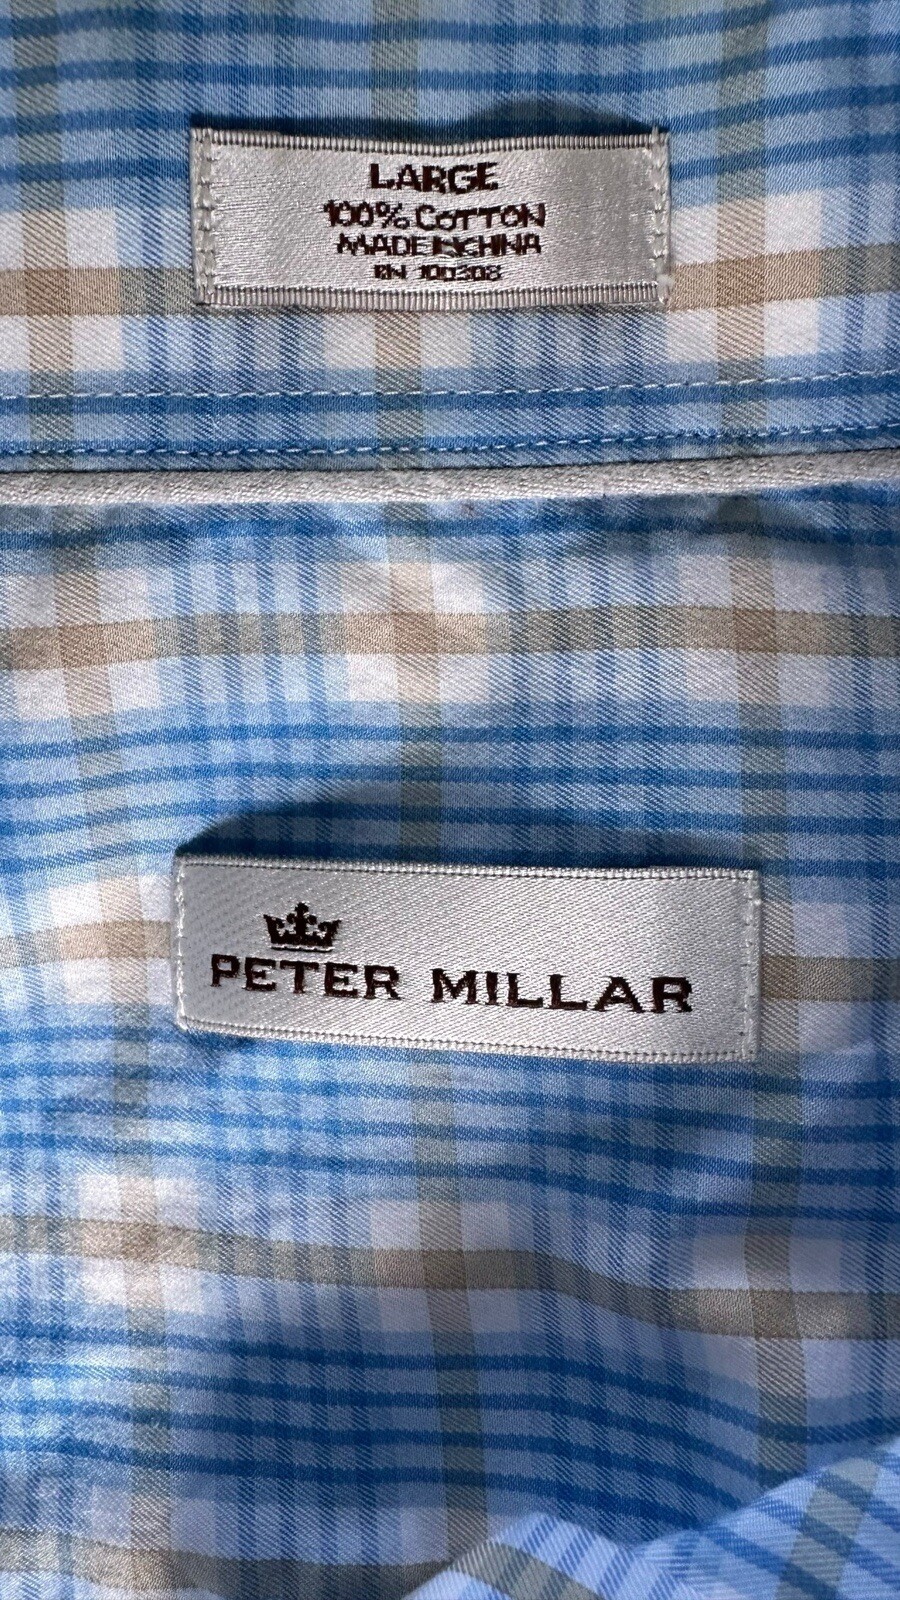 LARGE
100% COTTON
MADE IN CHINA
RN 100308
PETER MILLAR